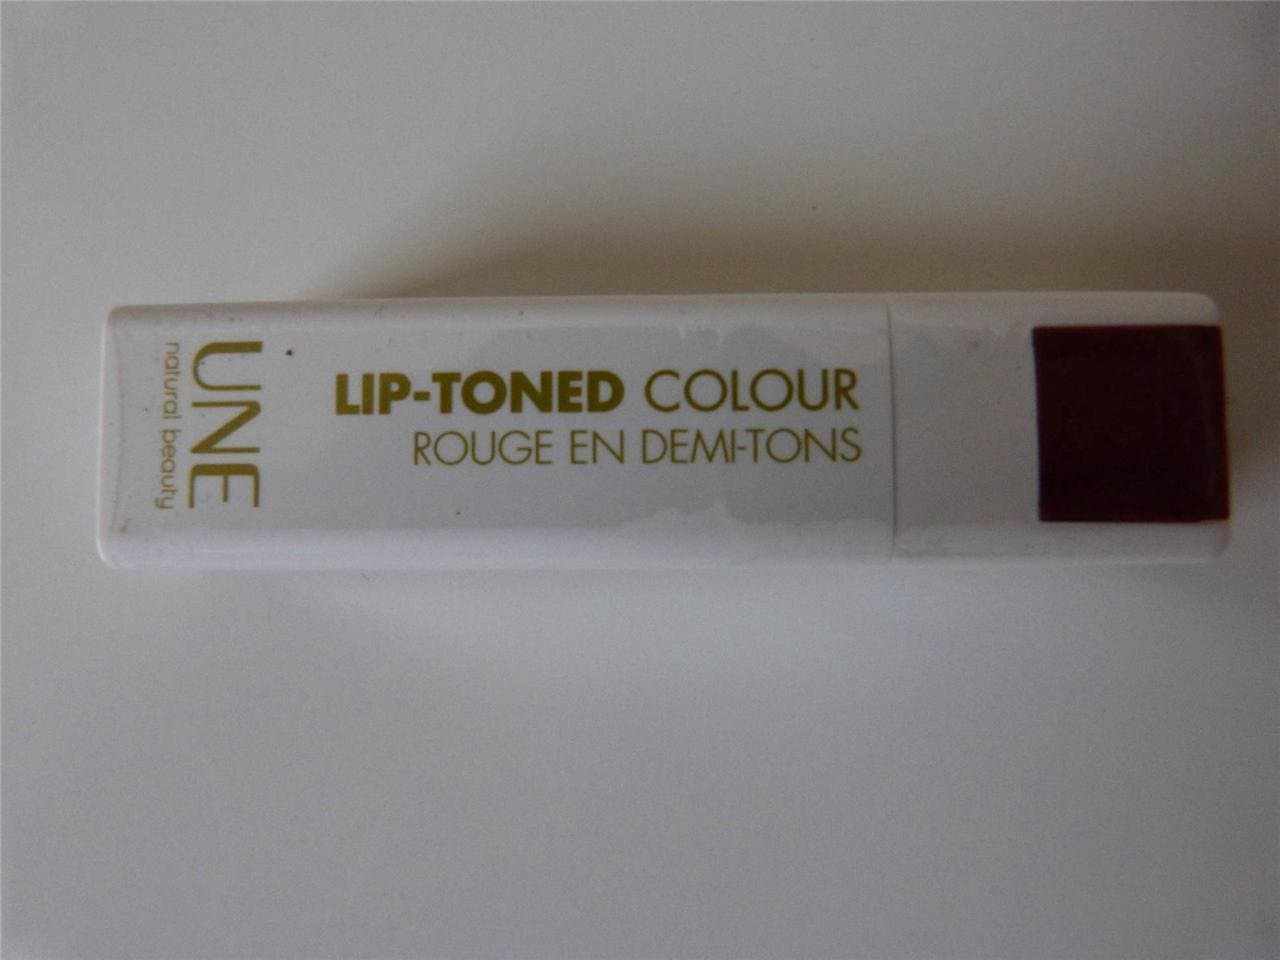 UNE
natural beauty
LIP-TONED COLOUR
ROUGE EN DEMI-TONS